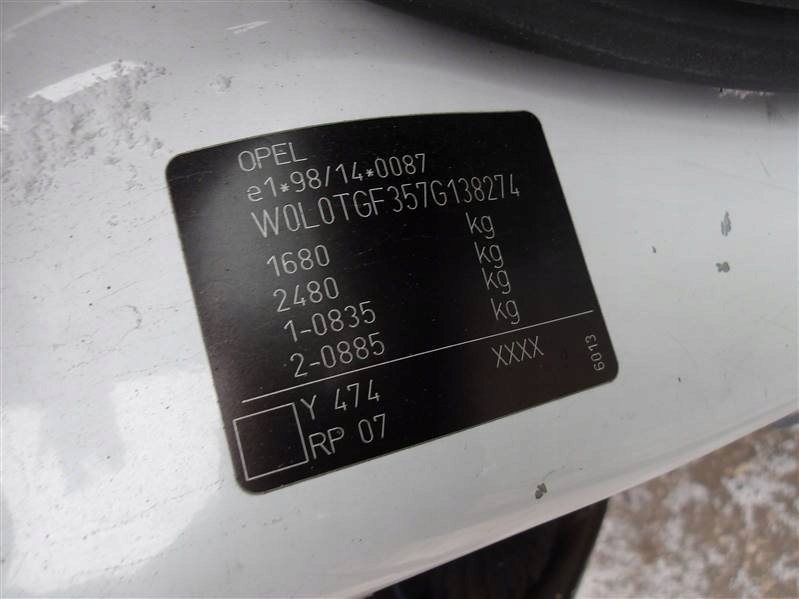 OPEL
e1*98/14*0087
W0L0TGF357G138274
1680 kg
2480 kg
1-0835 kg
2-0885 kg
XXXX
6013
Y 474
RP 07